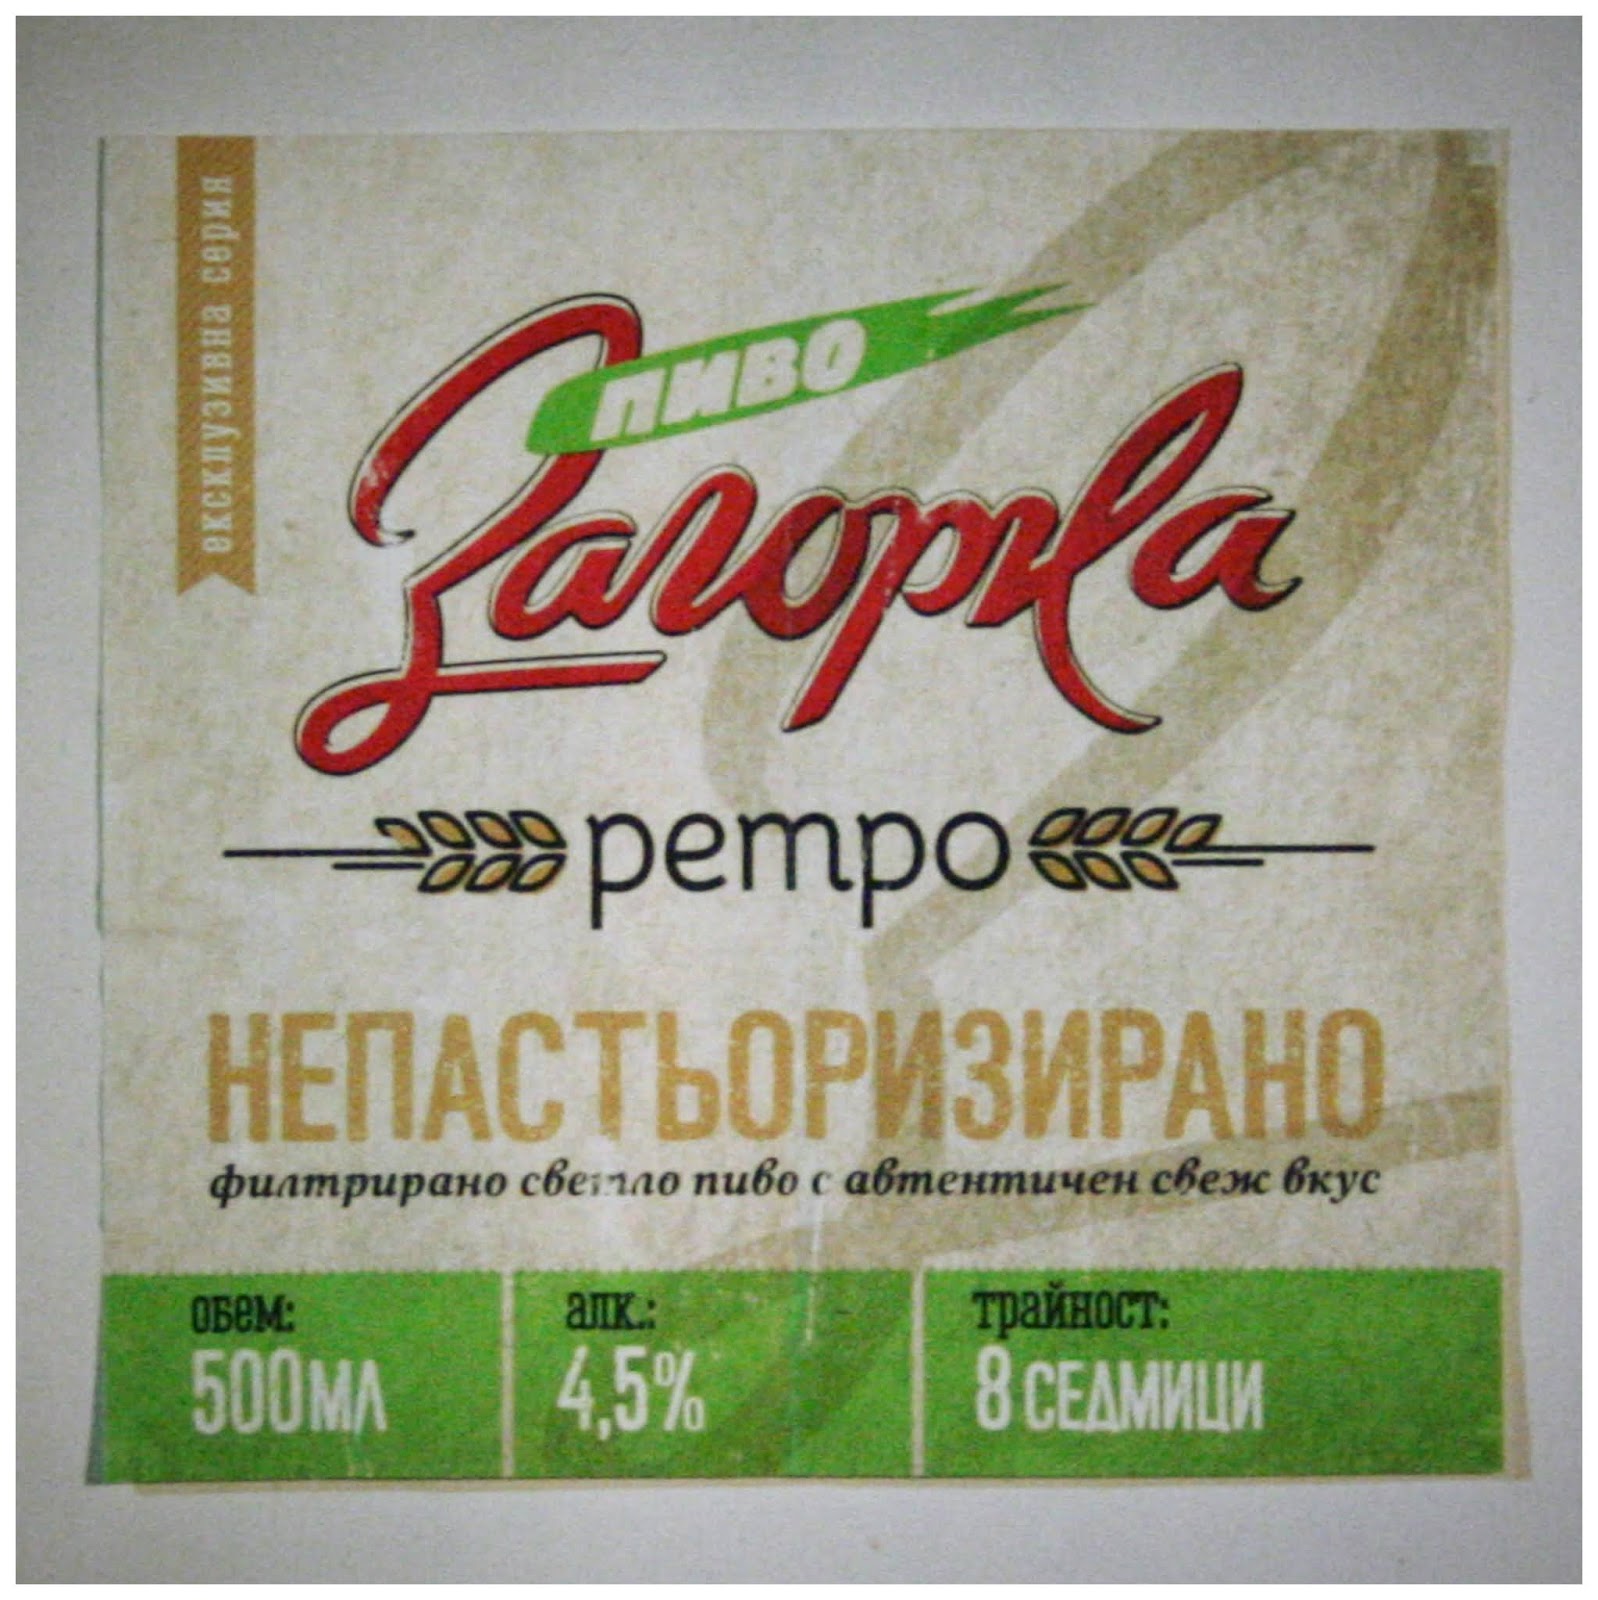 ексклузивна серия
ПИВО
Загорка
ретро
НЕПАСТЬОРИЗИРАНО
филтрирано светло пиво с автентичен свеж вкус
обем:
500МЛ
алк.:
4,5%
трайност:
8 СЕДМИЦИ